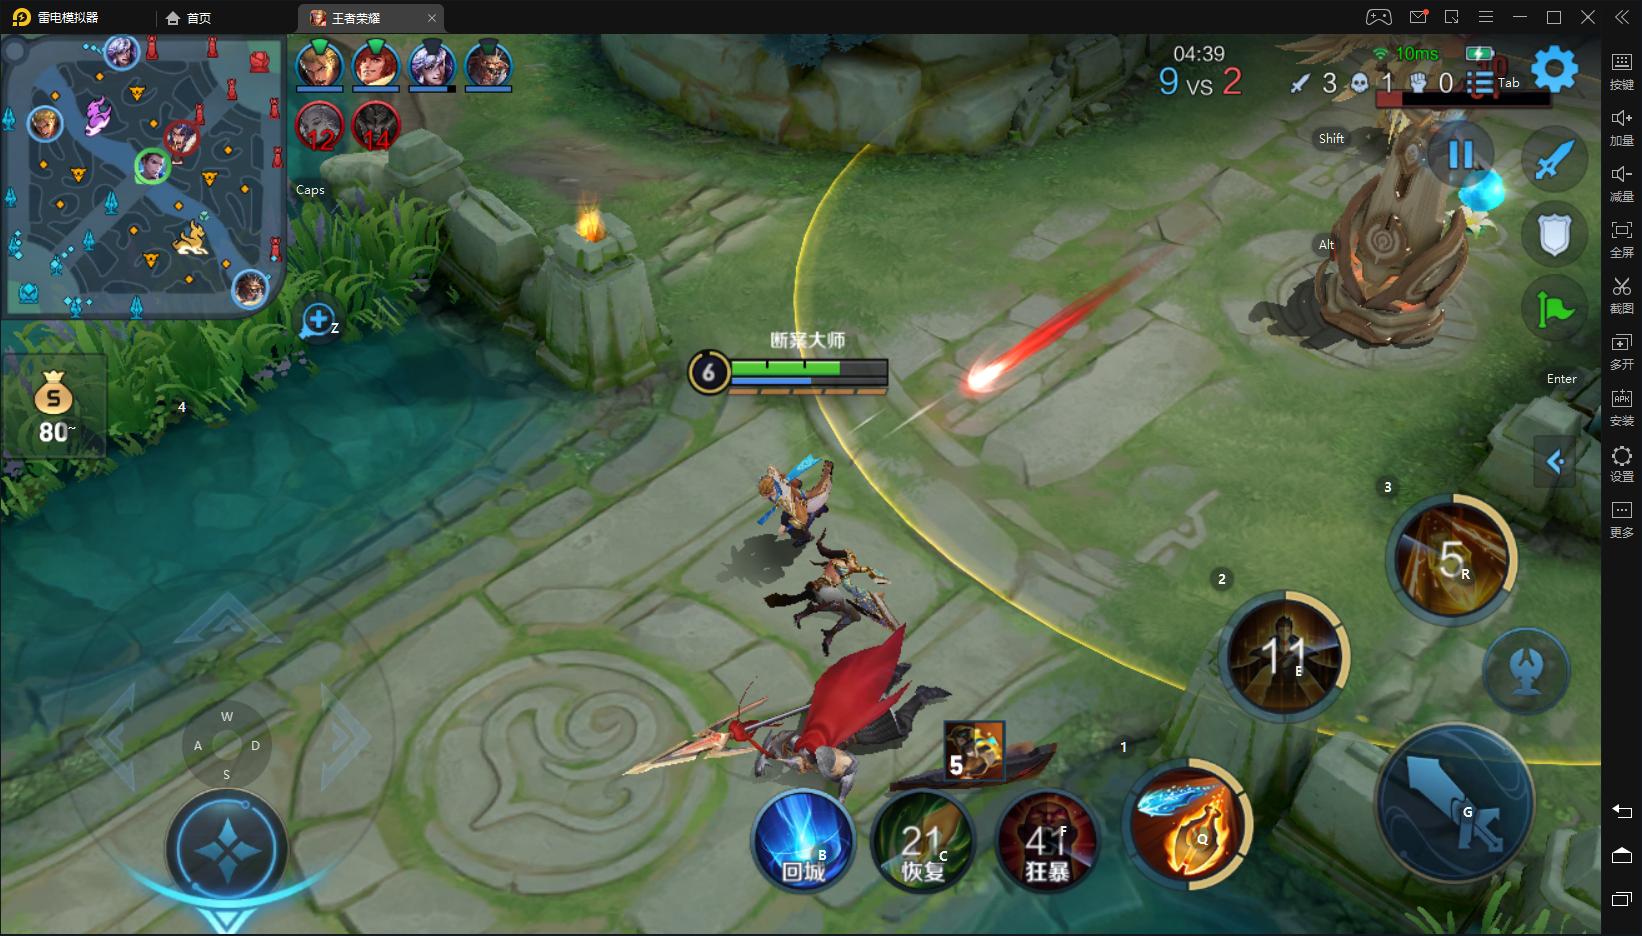 雷电模拟器
首页
王者荣耀
04:39
10ms
9 vs 2
3
1
0
Tab
12
14
Caps
Shift
Alt
Z
Enter
S
80~
4
断案大师
6
3
5
R
2
11
E
W
A
D
S
5
1
B
回城
21
C
恢复
41
F
狂暴
Q
G
按键
加量
减量
全屏
截图
多开
APK
安装
设置
更多